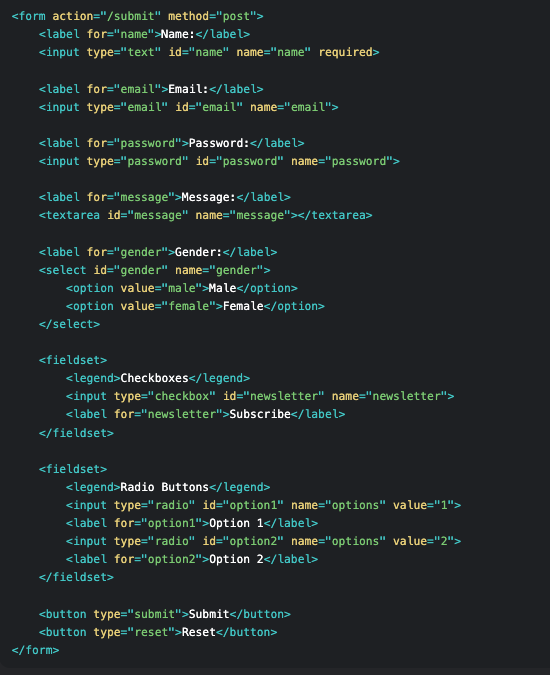 <form action="/submit" method="post">
    <label for="name">Name:</label>
    <input type="text" id="name" name="name" required>

    <label for="email">Email:</label>
    <input type="email" id="email" name="email">

    <label for="password">Password:</label>
    <input type="password" id="password" name="password">

    <label for="message">Message:</label>
    <textarea id="message" name="message"></textarea>

    <label for="gender">Gender:</label>
    <select id="gender" name="gender">
        <option value="male">Male</option>
        <option value="female">Female</option>
    </select>

    <fieldset>
        <legend>Checkboxes</legend>
        <input type="checkbox" id="newsletter" name="newsletter">
        <label for="newsletter">Subscribe</label>
    </fieldset>

    <fieldset>
        <legend>Radio Buttons</legend>
        <input type="radio" id="option1" name="options" value="1">
        <label for="option1">Option 1</label>
        <input type="radio" id="option2" name="options" value="2">
        <label for="option2">Option 2</label>
    </fieldset>

    <button type="submit">Submit</button>
    <button type="reset">Reset</button>
</form>